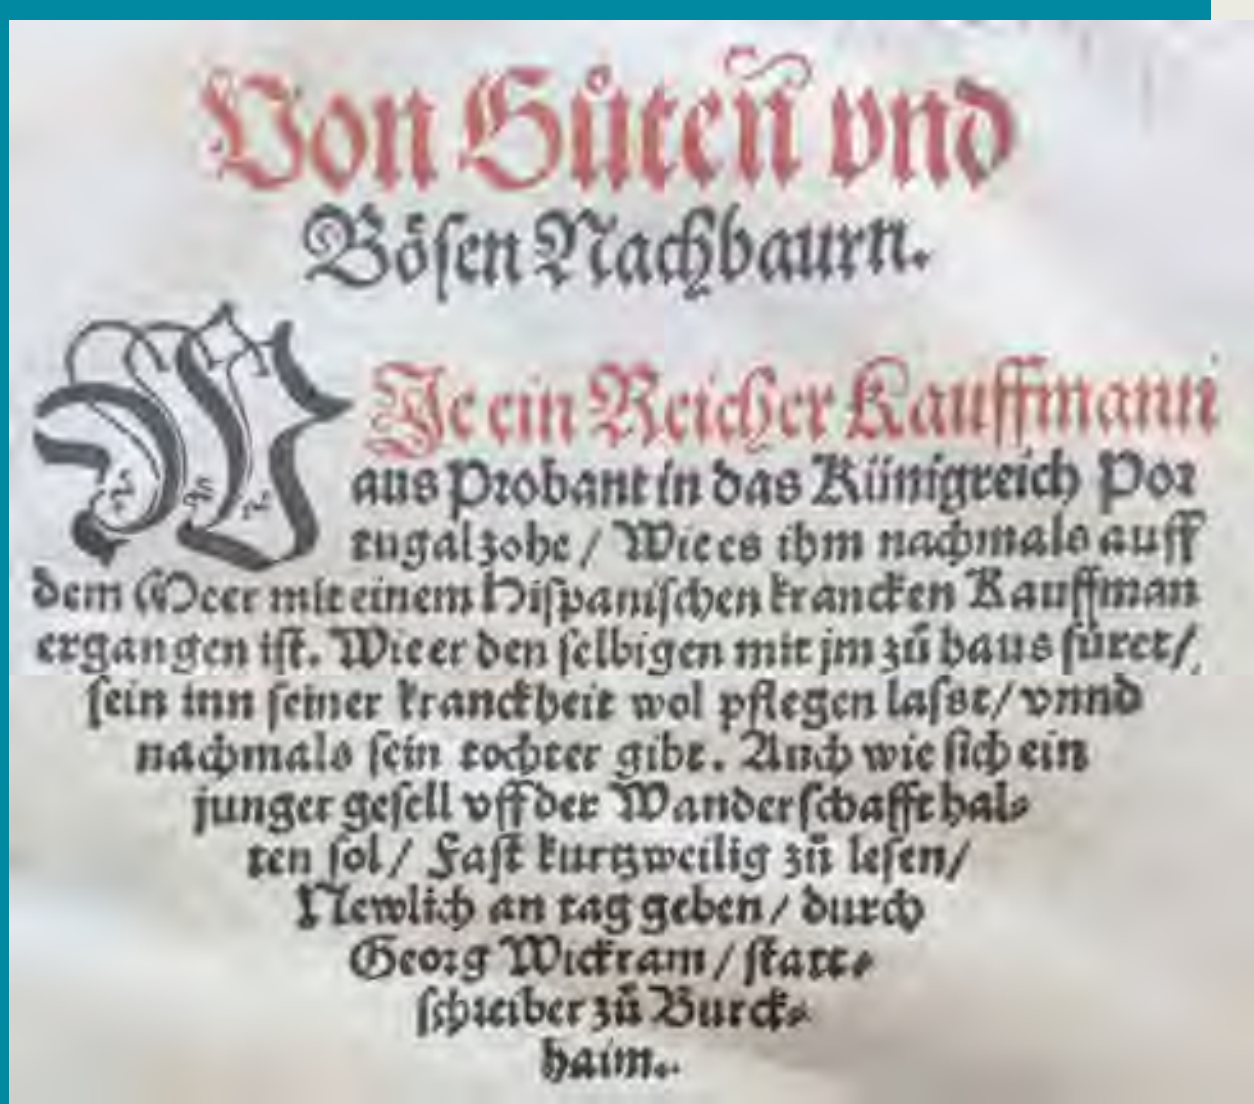 Von Gůten vnd
Bösen Nachbaurn.
WJe ein Reicher Kauffmann
aus Probant in das Künigreich Por
tugal zohe / Wie es ihm nachmals auff
dem Meer mit einem Hispanischen krancken Kauffman
ergangen ist. Wie er den selbigen mit jm zů haus füret /
sein inn seiner kranckheit wol pflegen lasst / vnnd
nachmals sein tochter gibt. Auch wie sich ein
junger gesell vff der Wanderschafft hal⸗
ten sol / Fast kurtzweilig zů lesen /
Newlich an tag geben / durch
Georg Wickram / statt⸗
schreiber zů Burck⸗
haim.